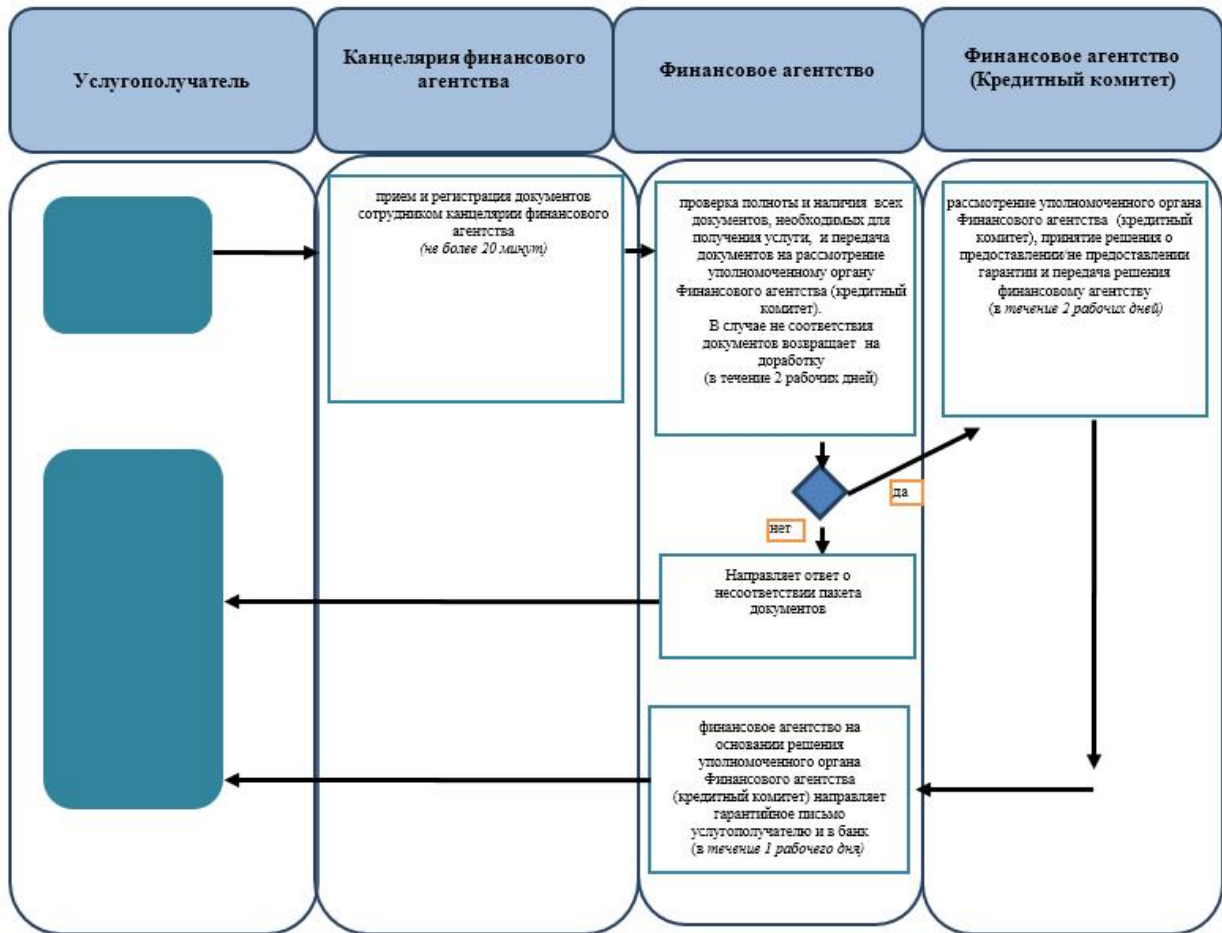 Услугополучатель
Канцелярия финансового
агентства
Финансовое агентство
Финансовое агентство
(Кредитный комитет)
прием и регистрация документов
сотрудником канцелярии финансового
агентства
(не более 20 минут)
проверка полноты и наличия всех
документов, необходимых для
получения услуги, и передача
документов на рассмотрение
уполномоченному органу
Финансового агентства (кредитный
комитет).
В случае не соответствия
документов возвращает на
доработку
(в течение 2 рабочих дней)
рассмотрение уполномоченного органа
Финансового агентства (кредитный
комитет), принятие решения о
предоставлении/не предоставлении
гарантии и передача решения
финансовому агентству
(в течение 2 рабочих дней)
да
нет
Направляет ответ о
несоответствии пакета
документов
финансовое агентство на
основании решения
уполномоченного органа
Финансового агентства
(кредитный комитет) направляет
гарантийное письмо
услугополучателю и в банк
(в течение 1 рабочего дня)